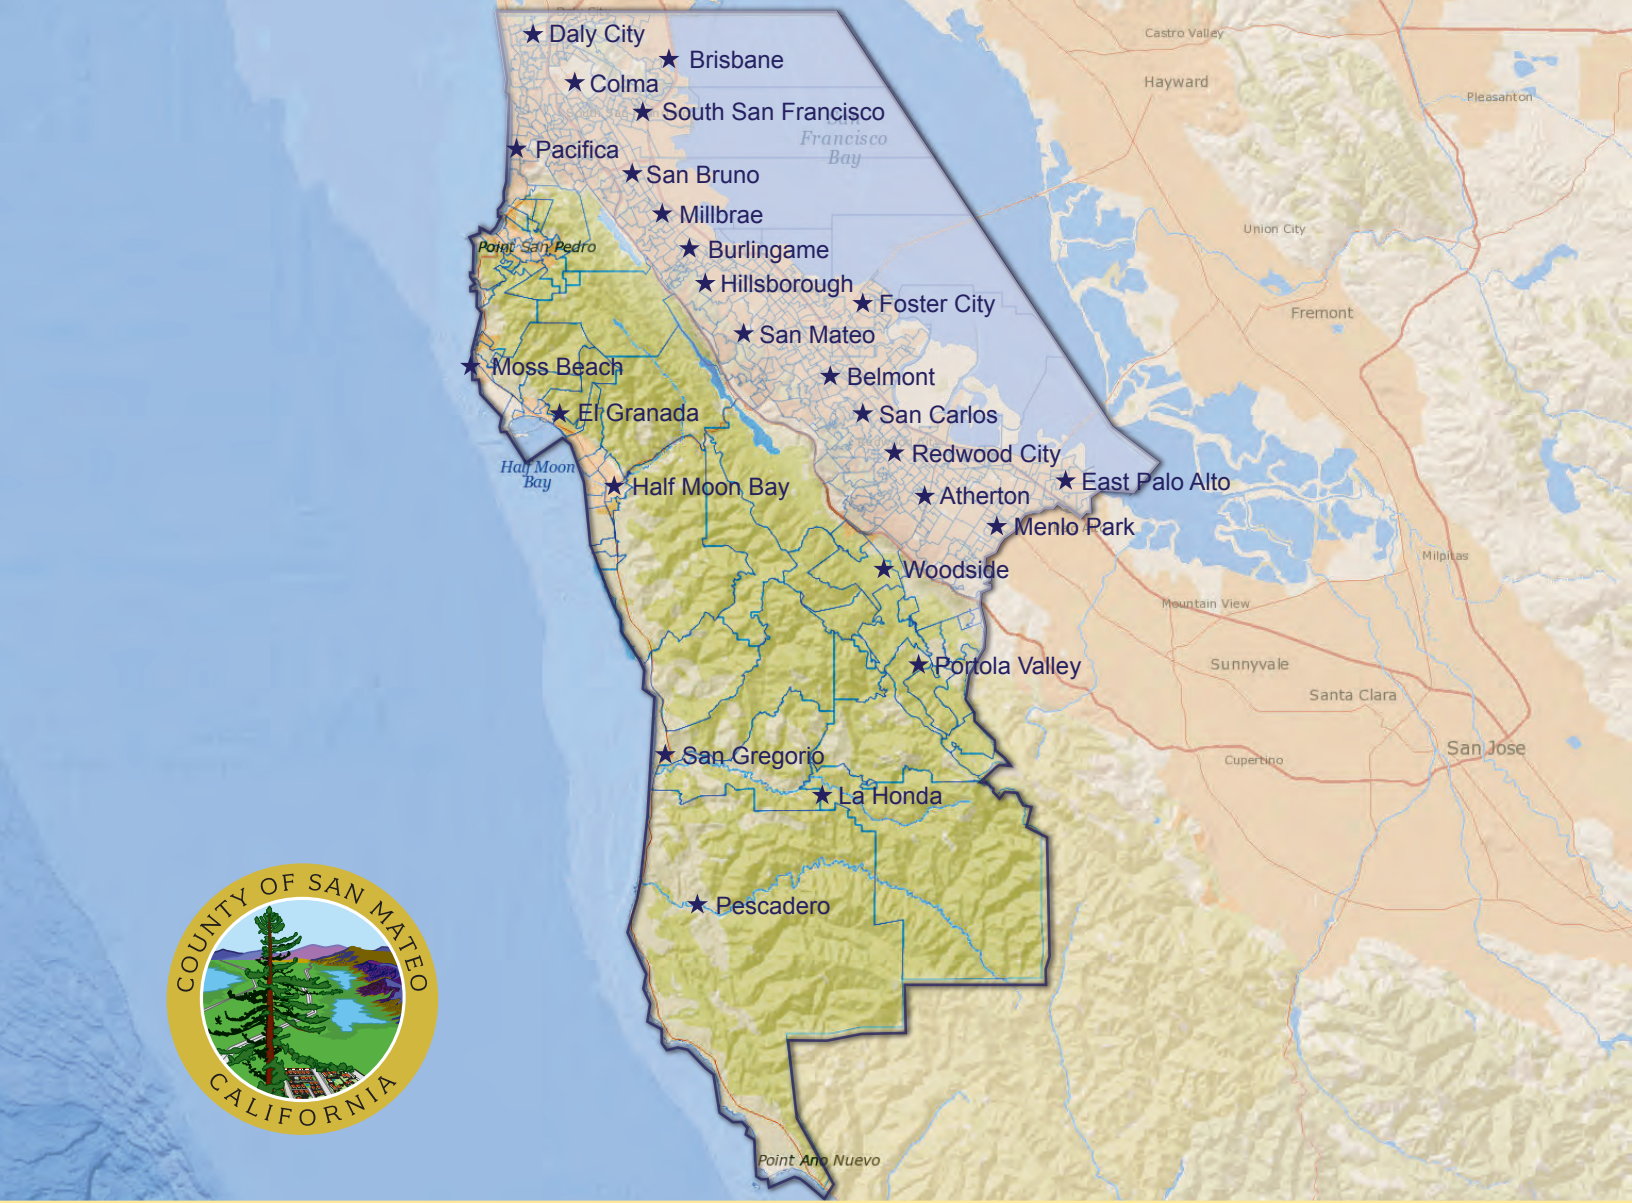 Daly City
Brisbane
Colma
South San Francisco
San
Francisco
Bay
Pacifica
San Bruno
Millbrae
Burlingame
Point San Pedro
Hillsborough
Foster City
San Mateo
Moss Beach
Belmont
El Granada
San Carlos
Redwood City
Half Moon
Bay
Half Moon Bay
Atherton
East Palo Alto
Menlo Park
Woodside
Portola Valley
San Gregorio
La Honda
Pescadero
Point Ano Nuevo
Castro Valley
Hayward
Pleasanton
Union City
Fremont
Milpitas
Mountain View
Sunnyvale
Santa Clara
San Jose
Cupertino
COUNTY OF SAN MATEO
CALIFORNIA